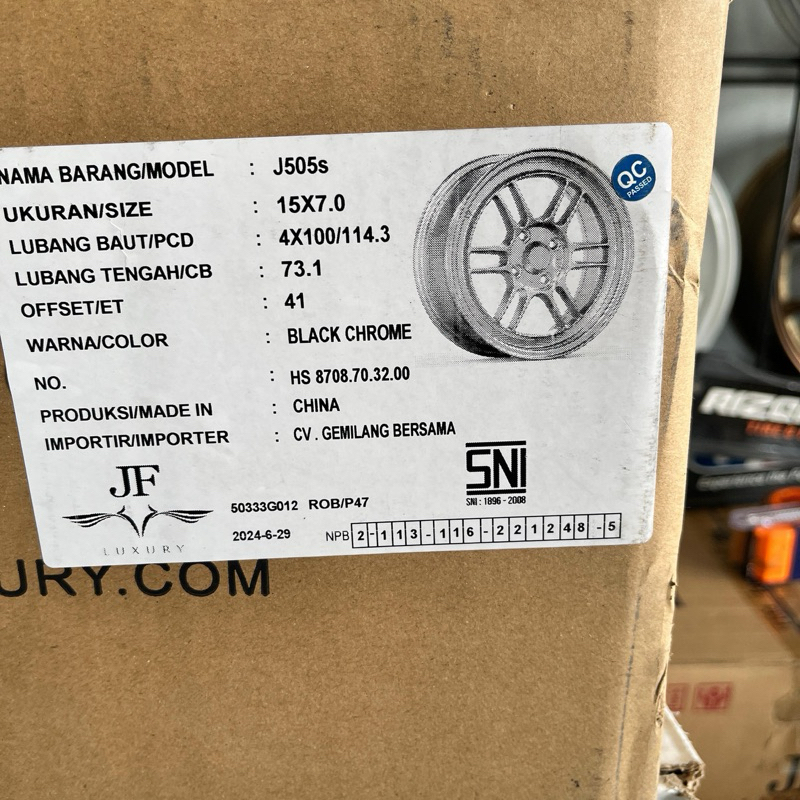 NAMA BARANG/MODEL : J505s
UKURAN/SIZE : 15X7.0
LUBANG BAUT/PCD : 4X100/114.3
LUBANG TENGAH/CB : 73.1
OFFSET/ET : 41
WARNA/COLOR : BLACK CHROME
NO. : HS 8708.70.32.00
PRODUKSI/MADE IN : CHINA
IMPORTIR/IMPORTER : CV . GEMILANG BERSAMA
QC
PASSED
JF
LUXURY
SNI
SNI : 1896 - 2008
50333G012 ROB/P47
2024-6-29
NPB 2-113-116-221248-5
URY.COM